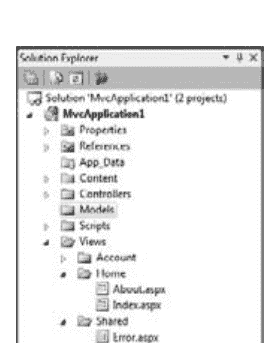 Solution Explorer
Solution 'MvcApplication1' (2 projects)
MvcApplication1
Properties
References
App_Data
Content
Controllers
Models
Scripts
Views
Account
Home
About.aspx
Index.aspx
Shared
Error.aspx